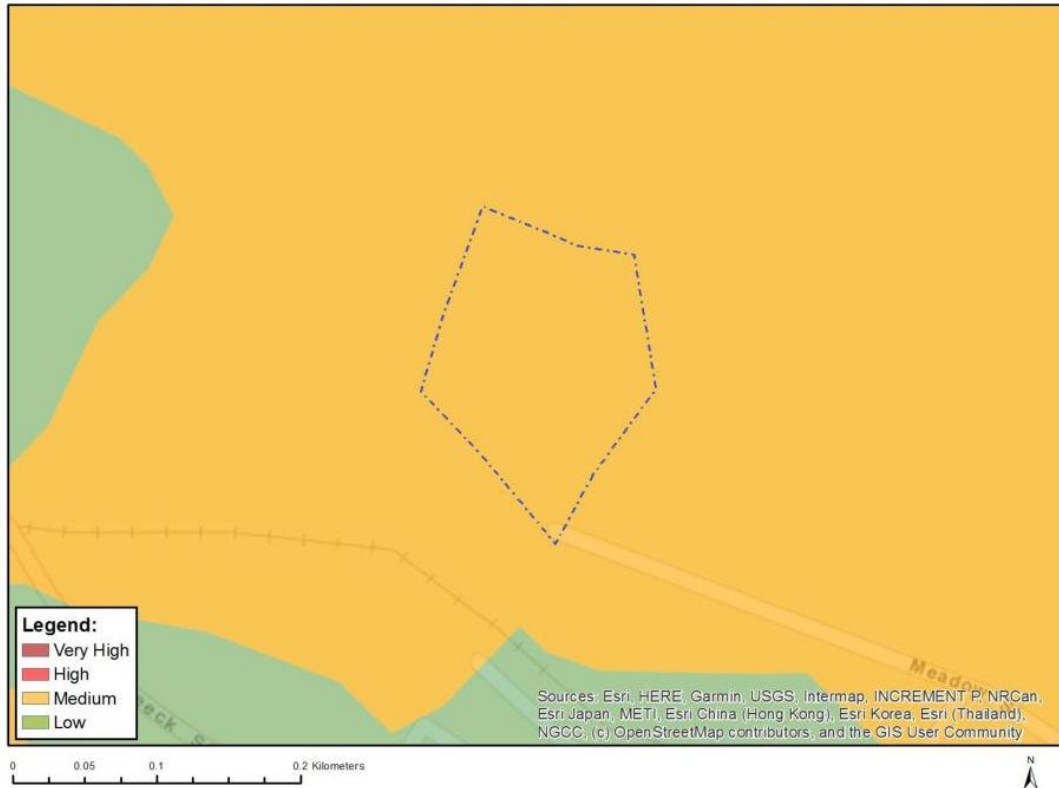 Legend:
Very High
High
Medium
Low
Meadow
Sources: Esri, HERE, Garmin, USGS, Intermap, INCREMENT P, NRCan,
Esri Japan, METI, Esri China (Hong Kong), Esri Korea, Esri (Thailand),
NGCC, (c) OpenStreetMap contributors, and the GIS User Community
0 0.05 0.1 0.2 Kilometers
N